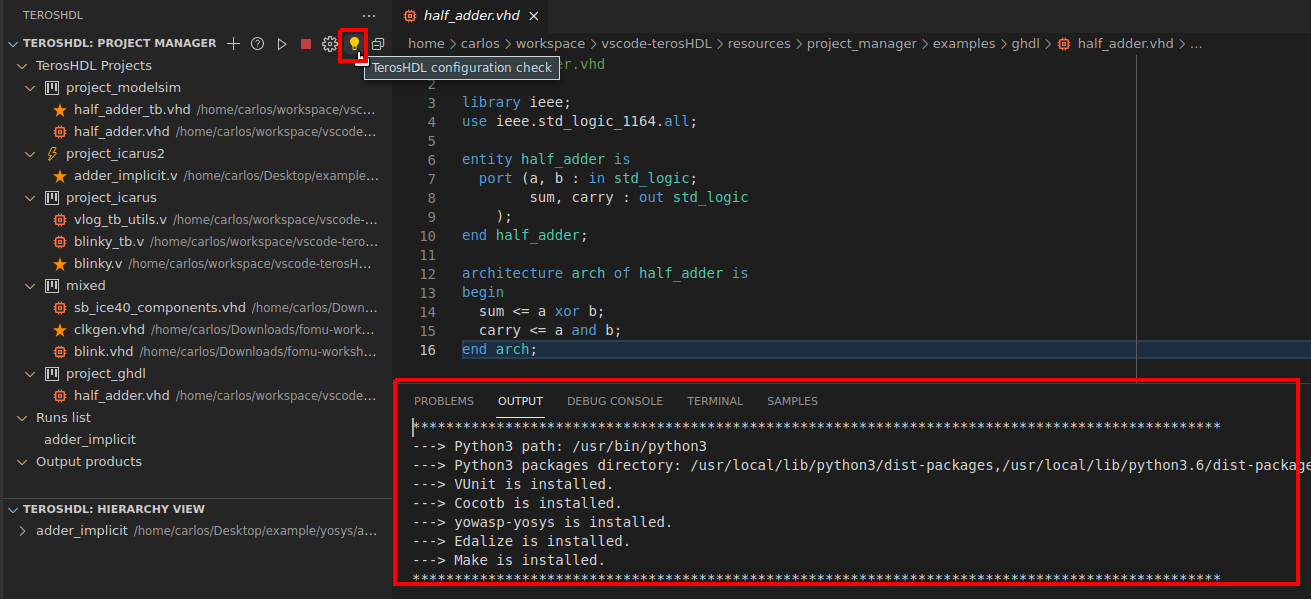 TEROSHDL
TEROSHDL: PROJECT MANAGER
TerosHDL Projects
project_modelsim
half_adder_tb.vhd /home/carlos/workspace/vsc...
half_adder.vhd /home/carlos/workspace/vscode...
project_icarus2
adder_implicit.v /home/carlos/Desktop/example...
project_icarus
vlog_tb_utils.v /home/carlos/workspace/vscode-...
blinky_tb.v /home/carlos/workspace/vscode-tero...
blinky.v /home/carlos/workspace/vscode-terosH...
mixed
sb_ice40_components.vhd /home/carlos/Down...
clkgen.vhd /home/carlos/Downloads/fomu-work...
blink.vhd /home/carlos/Downloads/fomu-worksh...
project_ghdl
half_adder.vhd /home/carlos/workspace/vscode...
Runs list
adder_implicit
Output products
TEROSHDL: HIERARCHY VIEW
adder_implicit /home/carlos/Desktop/example/yosys/a...
half_adder.vhd
home > carlos > workspace > vscode-terosHDL > resources > project_manager > examples > ghdl > half_adder.vhd > ...
TerosHDL configuration check
er.vhd
2
3 library ieee;
4 use ieee.std_logic_1164.all;
5
6 entity half_adder is
7 port (a, b : in std_logic;
8 sum, carry : out std_logic
9 );
10 end half_adder;
11
12 architecture arch of half_adder is
13 begin
14 sum <= a xor b;
15 carry <= a and b;
16 end arch;
PROBLEMS OUTPUT DEBUG CONSOLE TERMINAL SAMPLES
************************************************************************************************
---> Python3 path: /usr/bin/python3
---> Python3 packages directory: /usr/local/lib/python3/dist-packages,/usr/local/lib/python3.6/dist-package
---> VUnit is installed.
---> Cocotb is installed.
---> yowasp-yosys is installed.
---> Edalize is installed.
---> Make is installed.
************************************************************************************************